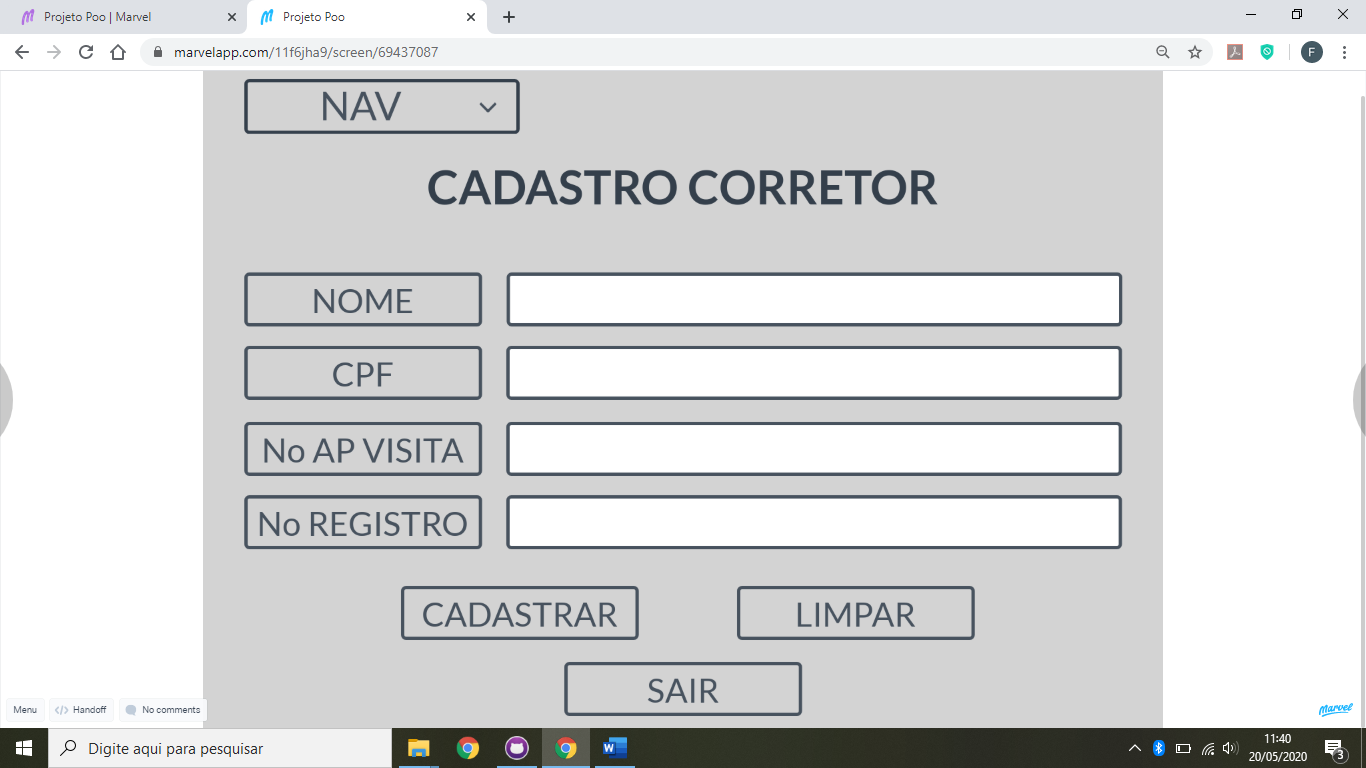 Projeto Poo | Marvel
Projeto Poo
marvelapp.com/11f6jha9/screen/69437087
F
NAV
CADASTRO CORRETOR
NOME
CPF
No AP VISITA
No REGISTRO
CADASTRAR
LIMPAR
SAIR
Menu
</> Handoff
No comments
Marvel
Digite aqui para pesquisar
W
11:40
20/05/2020
3